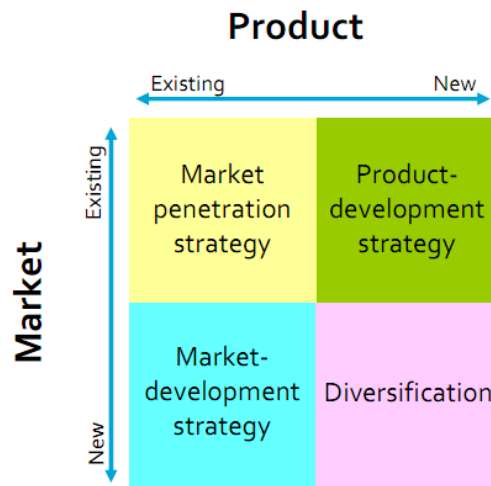 Product
Existing
New
Existing
Market
New
Market
penetration
strategy
Product-
development
strategy
Market-
development
strategy
Diversification